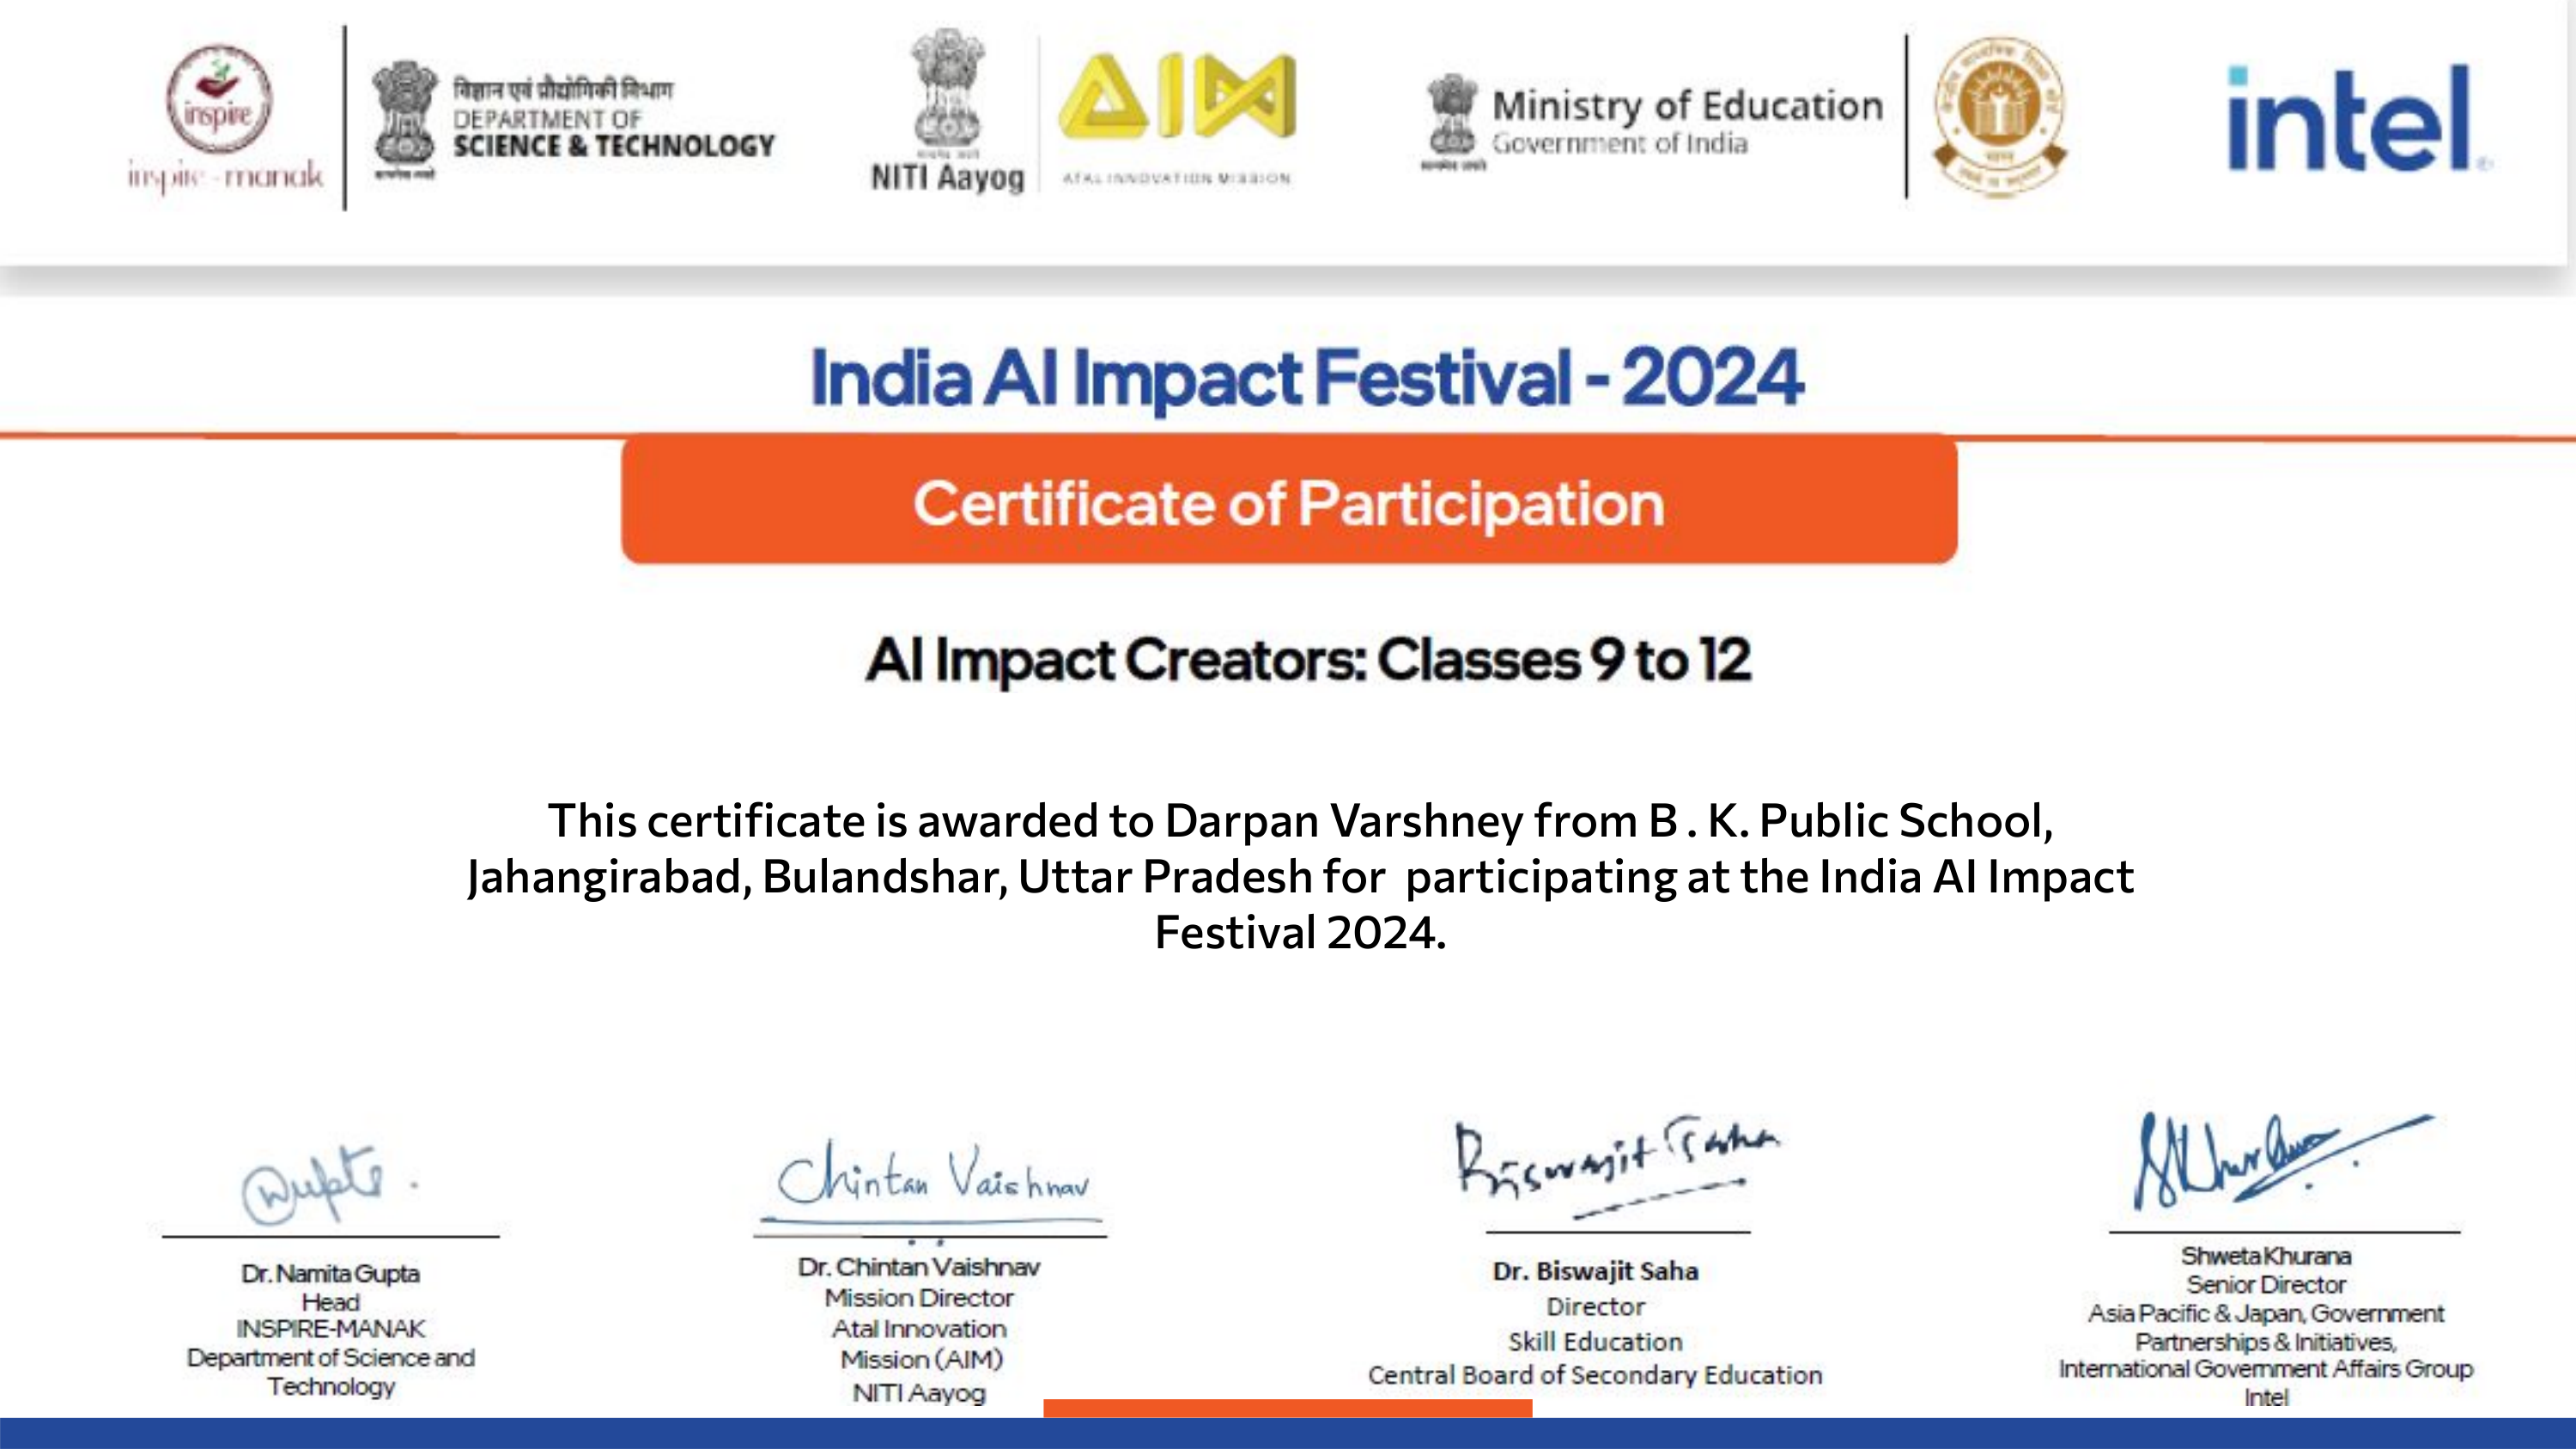 inspire
inspire - manak
विज्ञान एवं प्रौद्योगिकी विभाग
DEPARTMENT OF
SCIENCE & TECHNOLOGY
NITI Aayog
AIM
ATAL INNOVATION MISSION
Ministry of Education
Government of India
intel
India AI Impact Festival - 2024
Certificate of Participation
AI Impact Creators: Classes 9 to 12
This certificate is awarded to Darpan Varshney from B . K. Public School,
Jahangirabad, Bulandshar, Uttar Pradesh for participating at the India AI Impact
Festival 2024.
Chintan Vaishnav
Biswajit Saha
Dr. Namita Gupta
Head
INSPIRE-MANAK
Department of Science and
Technology
Dr. Chintan Vaishnav
Mission Director
Atal Innovation
Mission (AIM)
NITI Aayog
Dr. Biswajit Saha
Director
Skill Education
Central Board of Secondary Education
Shweta Khurana
Senior Director
Asia Pacific & Japan, Government
Partnerships & Initiatives,
International Government Affairs Group
Intel